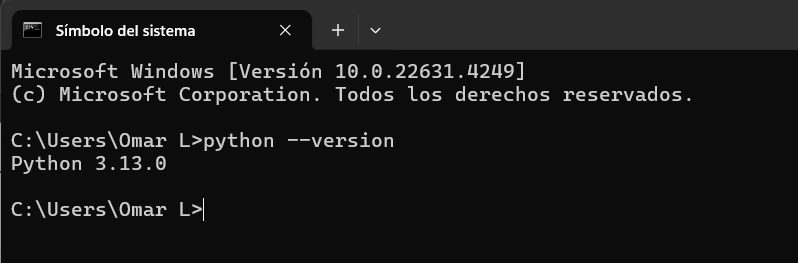 Símbolo del sistema
Microsoft Windows [Versión 10.0.22631.4249]
(c) Microsoft Corporation. Todos los derechos reservados.
C:\Users\Omar L>python --version
Python 3.13.0
C:\Users\Omar L>